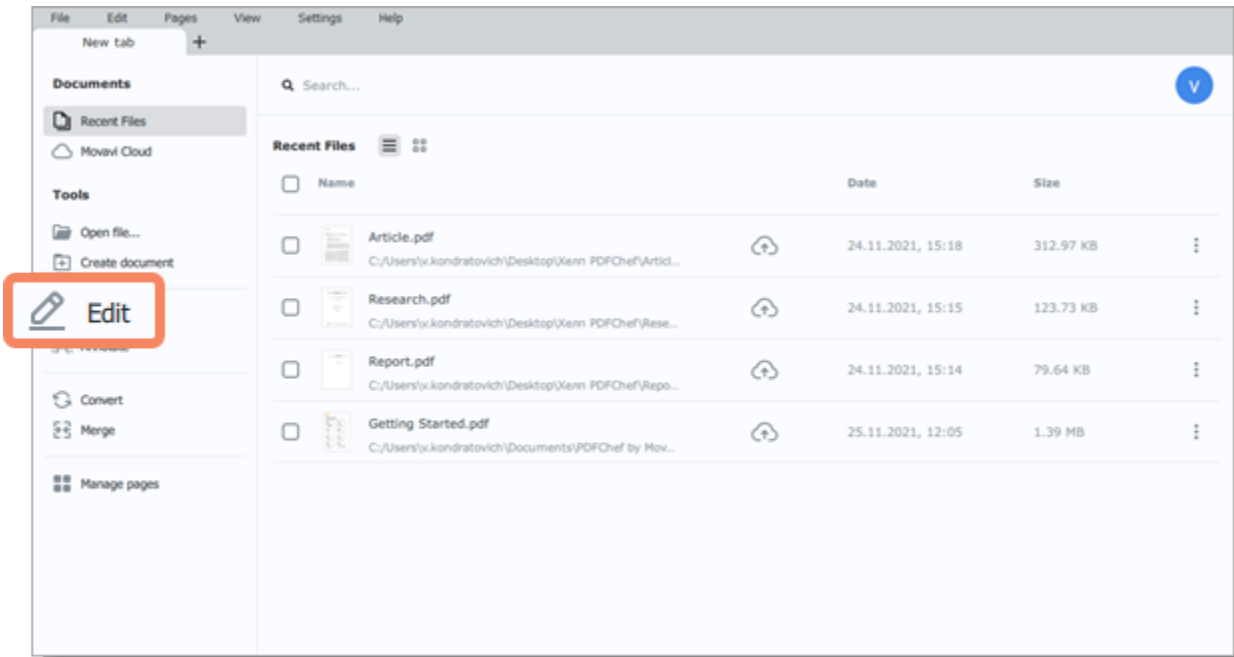 File Edit Pages View Settings Help
New tab +
Documents
Recent Files
Movavi Cloud
Tools
Open file...
Create document
Edit
Convert
Merge
Manage pages
Search...
V
Recent Files
Name Date Size
Article.pdf 24.11.2021, 15:18 312.97 KB
C:/Users\v.kondratovich\Desktop\Xenn PDFChef\Articl...
Research.pdf 24.11.2021, 15:15 123.73 KB
C:/Users\v.kondratovich\Desktop\Xenn PDFChef\Rese...
Report.pdf 24.11.2021, 15:14 79.64 KB
C:/Users\v.kondratovich\Desktop\Xenn PDFChef\Repo...
Getting Started.pdf 25.11.2021, 12:05 1.39 MB
C:/Users\v.kondratovich\Documents\PDFChef by Mov...